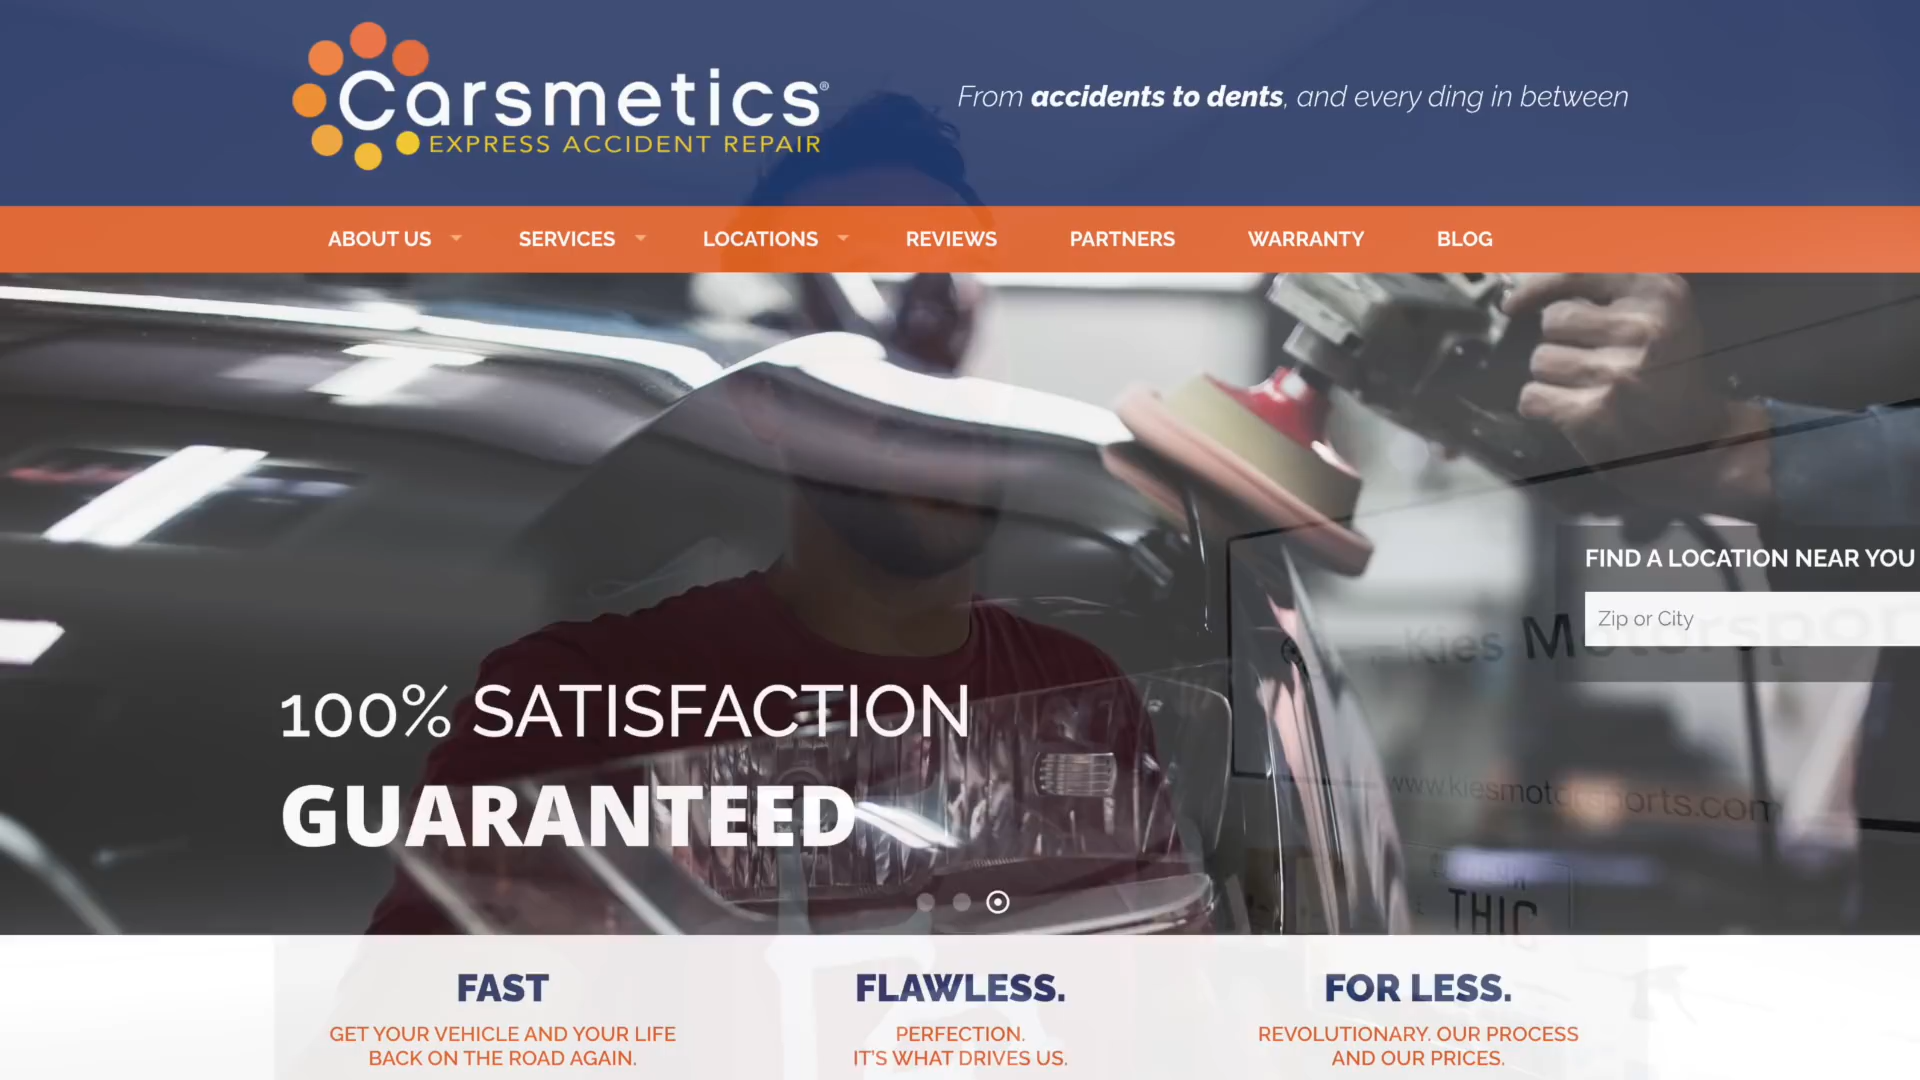 Carsmetics®
EXPRESS ACCIDENT REPAIR
From accidents to dents, and every ding in between
ABOUT US SERVICES LOCATIONS REVIEWS PARTNERS WARRANTY BLOG
FIND A LOCATION NEAR YOU
Zip or City
Kies Motorspor
100% SATISFACTION
GUARANTEED
www.kiesmotorsports.com
THIC
FAST
GET YOUR VEHICLE AND YOUR LIFE
BACK ON THE ROAD AGAIN.
FLAWLESS.
PERFECTION.
IT'S WHAT DRIVES US.
FOR LESS.
REVOLUTIONARY. OUR PROCESS
AND OUR PRICES.